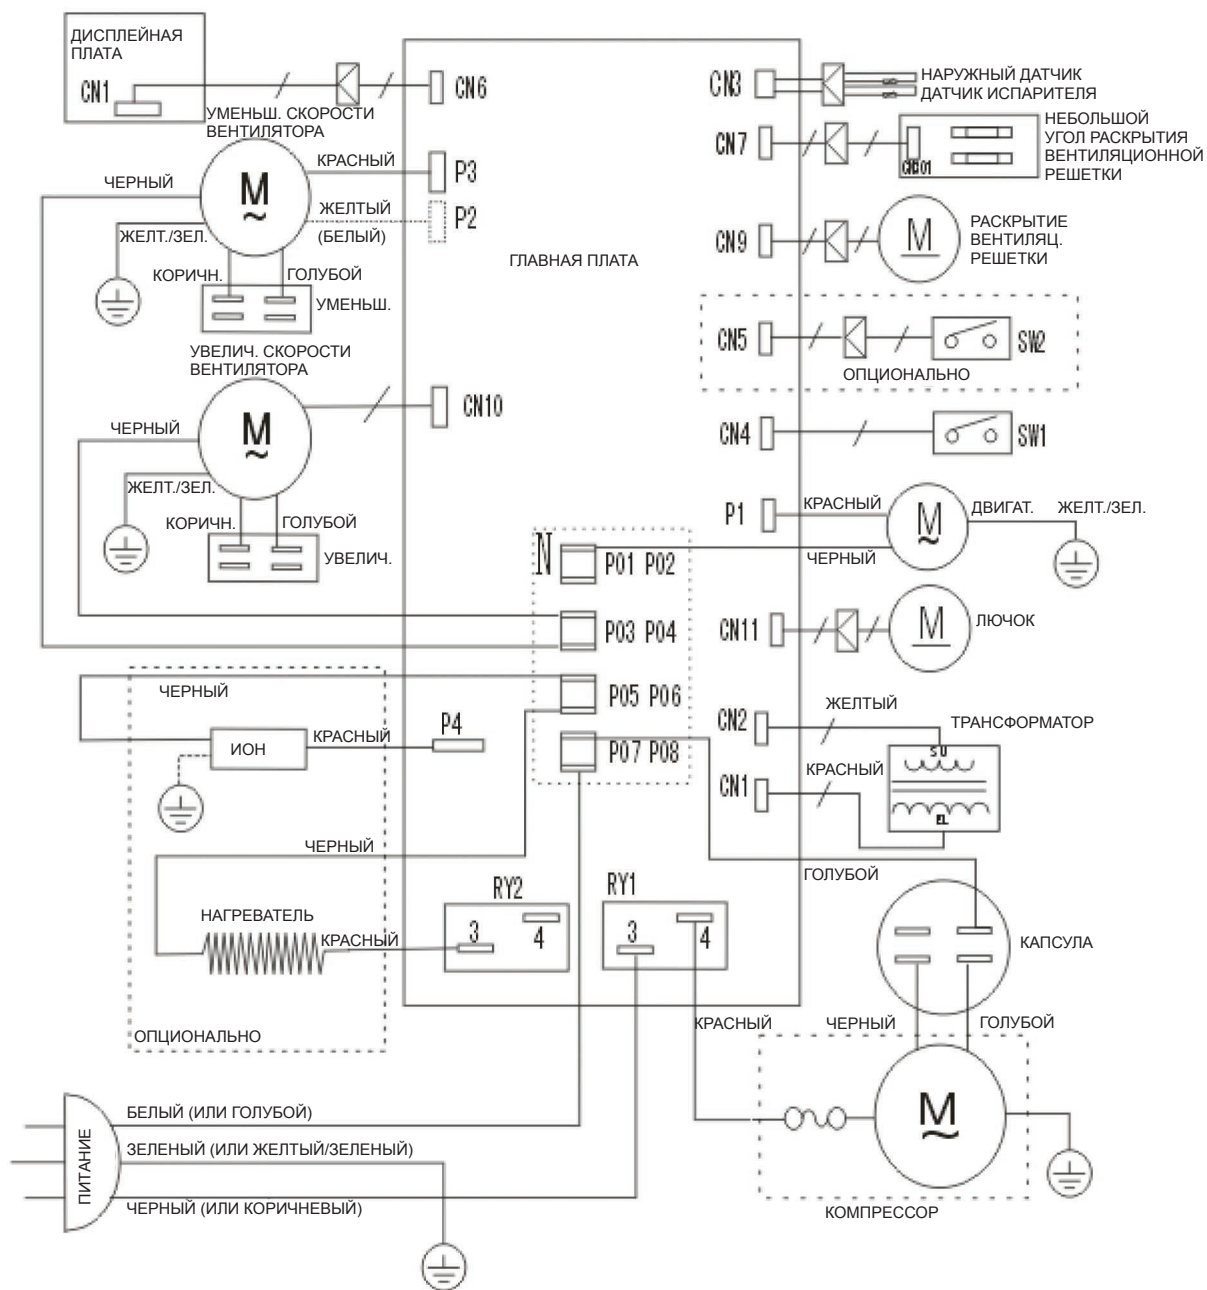 ДИСПЛЕЙНАЯ
ПЛАТА
CN1
CN6
CN3
НАРУЖНЫЙ ДАТЧИК
ДАТЧИК ИСПАРИТЕЛЯ
УМЕНЬШ. СКОРОСТИ
ВЕНТИЛЯТОРА
CN7
CN301
НЕБОЛЬШОЙ
УГОЛ РАСКРЫТИЯ
ВЕНТИЛЯЦИОННОЙ
РЕШЕТКИ
КРАСНЫЙ
P3
ЧЕРНЫЙ
M
~
ЖЕЛТЫЙ
(БЕЛЫЙ)
P2
ЖЕЛТ./ЗЕЛ.
CN9
M
РАСКРЫТИЕ
ВЕНТИЛЯЦ.
РЕШЕТКИ
ГЛАВНАЯ ПЛАТА
КОРИЧН.
ГОЛУБОЙ
УМЕНЬШ.
CN5
SW2
ОПЦИОНАЛЬНО
УВЕЛИЧ. СКОРОСТИ
ВЕНТИЛЯТОРА
CN10
ЧЕРНЫЙ
M
~
CN4
SW1
ЖЕЛТ./ЗЕЛ.
КОРИЧН.
ГОЛУБОЙ
УВЕЛИЧ.
P1
КРАСНЫЙ
M
~
ДВИГАТ.
ЖЕЛТ./ЗЕЛ.
ЧЕРНЫЙ
N
P01 P02
P03 P04
CN11
M
ЛЮЧОК
ЧЕРНЫЙ
P05 P06
ИОН
КРАСНЫЙ
P4
P07 P08
CN2
ЖЕЛТЫЙ
ТРАНСФОРМАТОР
S U
CN1
КРАСНЫЙ
EL
ЧЕРНЫЙ
ГОЛУБОЙ
RY2
3
4
RY1
3
4
НАГРЕВАТЕЛЬ
КРАСНЫЙ
КАПСУЛА
ОПЦИОНАЛЬНО
КРАСНЫЙ
ЧЕРНЫЙ
ГОЛУБОЙ
M
~
КОМПРЕССОР
ПИТАНИЕ
БЕЛЫЙ (ИЛИ ГОЛУБОЙ)
ЗЕЛЕНЫЙ (ИЛИ ЖЕЛТЫЙ/ЗЕЛЕНЫЙ)
ЧЕРНЫЙ (ИЛИ КОРИЧНЕВЫЙ)